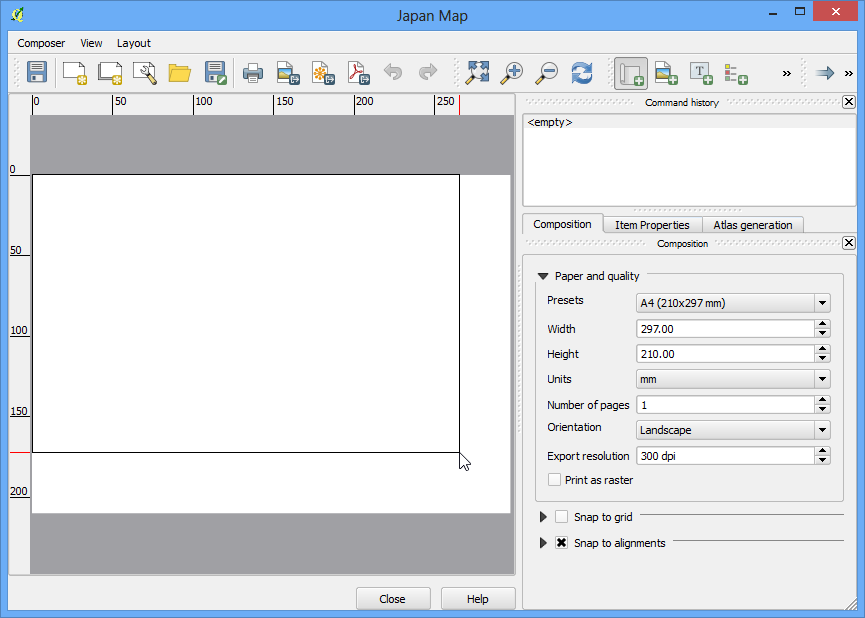 Japan Map
Composer View Layout
T
»
»
0 50 100 150 200 250
0
50
100
150
200
Command history
<empty>
Composition Item Properties Atlas generation
Composition
Paper and quality
Presets A4 (210x297 mm)
Width 297.00
Height 210.00
Units mm
Number of pages 1
Orientation Landscape
Export resolution 300 dpi
Print as raster
Snap to grid
Snap to alignments
Close Help